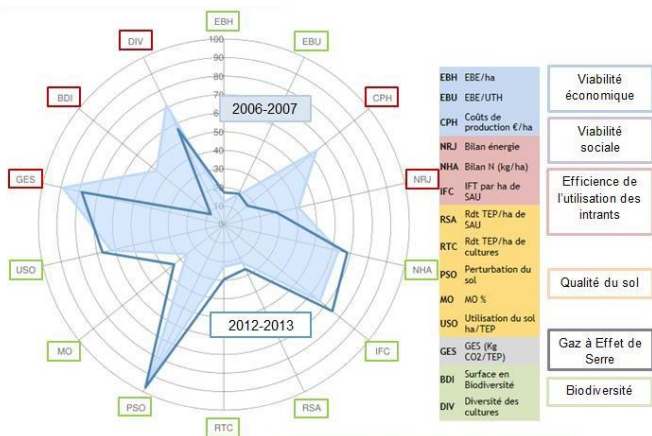 EBH
DIV
EBU
100
90
80
70
60
50
40
30
20
10
0
2006-2007
BDI
CPH
GES
NRJ
USO
NHA
MO
IFC
2012-2013
PSO
RSA
RTC
EBH EBE/ha
EBU EBE/UTH
CPH Coûts de
production €/ha
NRJ Bilan énergie
NHA Bilan N (kg/ha)
IFC IFT par ha de
SAU
RSA Rdt TEP/ha de
SAU
RTC Rdt TEP/ha de
cultures
PSO Perturbation du
sol
MO MO %
USO Utilisation du sol
ha/TEP
GES GES (Kg
CO2/TEP)
BDI Surface en
Biodiversité
DIV Diversité des
cultures
Viabilité
économique
Viabilité
sociale
Efficience de
l'utilisation des
intrants
Qualité du sol
Gaz à Effet de
Serre
Biodiversité